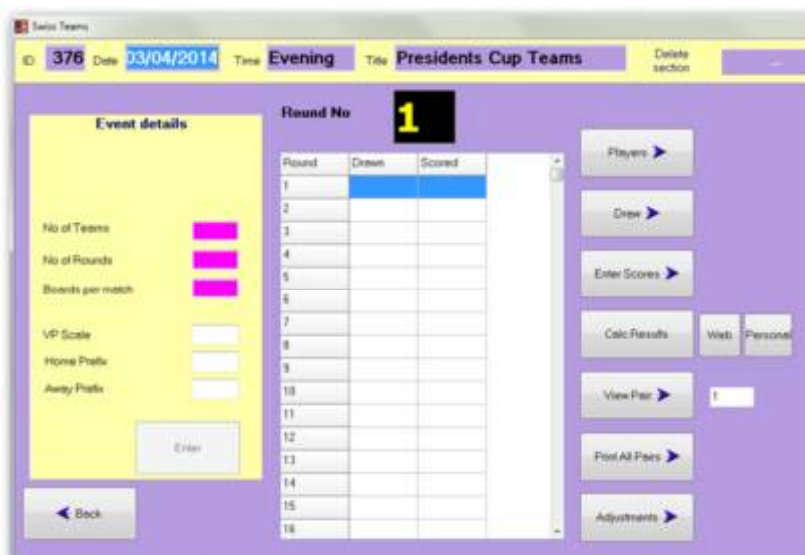 Swiss Teams
ID 376 Date 03/04/2014 Time Evening Title Presidents Cup Teams Delete section ...
Event details
No of Teams
No of Rounds
Boards per match
VP Scale
Home Prefix
Away Prefix
Enter
Back
Round No 1
Round Drawn Scored
1
2
3
4
5
6
7
8
9
10
11
12
13
14
15
16
Players
Draw
Enter Scores
Calc Results Web Personal
View Pair 1
Print All Pairs
Adjustments